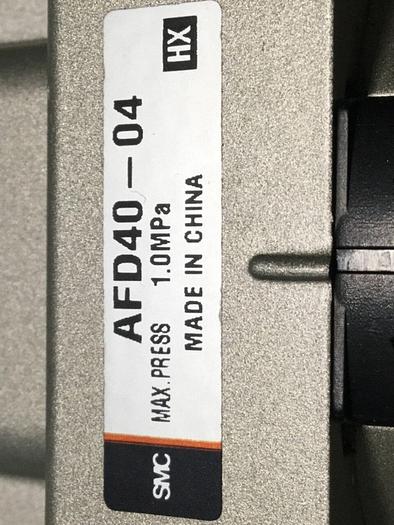 AFD40-04
MAX.PRESS 1.0MPa
MADE IN CHINA
SMC
HX